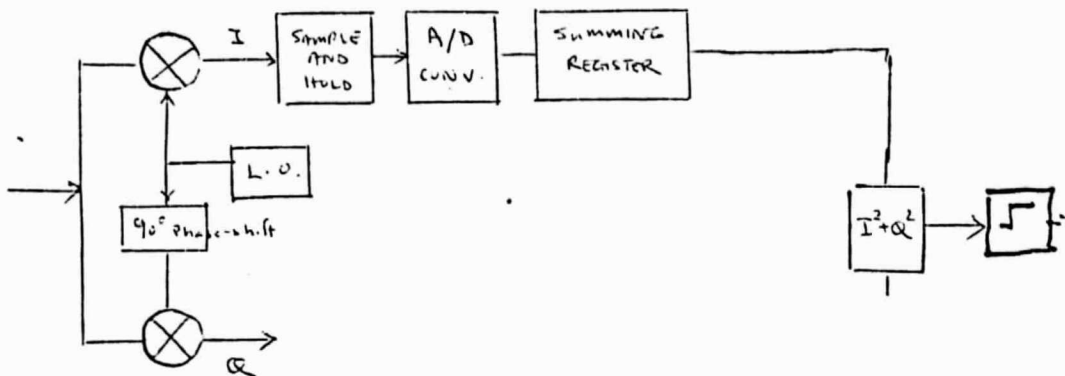 I
SAMPLE
AND
HOLD
A/D
CONV.
SUMMING
REGISTER
L.O.
90° Phase-shift
I²+Q²
Q